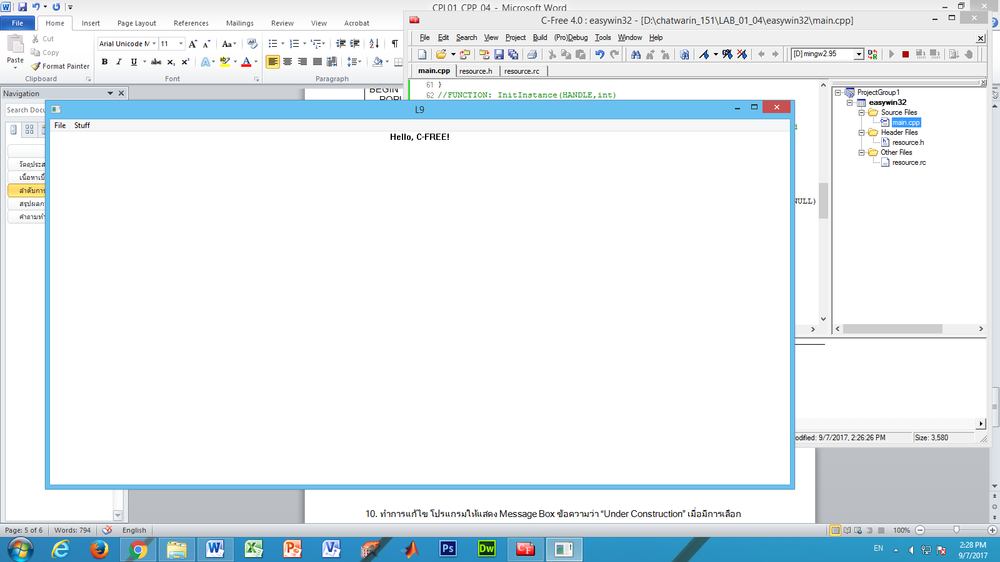 CPL01_CPP_04 - Microsoft Word
File Home Insert Page Layout References Mailings Review View Acrobat
Paste Cut
Copy
Format Painter
Arial Unicode M 11
Clipboard Font Paragraph
Navigation
Search Docu
วัตถุประส
เนื้อหาเบื้
ลำดับการ
สรุปผลก
คำถามท้
BEGIN
C-Free 4.0 : easywin32 - [D:\chatwarin_151\LAB_01_04\easywin32\main.cpp]
File Edit Search View Project Build (Pro)Debug Tools Window Help
[D] mingw2.95
main.cpp resource.h resource.rc
61 }
62 //FUNCTION: InitInstance(HANDLE,int)
NULL)
ProjectGroup1
easywin32
Source Files
main.cpp
Header Files
resource.h
Other Files
resource.rc
odified: 9/7/2017, 2:26:26 PM Size: 3,580
L9
File Stuff
Hello, C-FREE!
10. ทำการแก้ไข โปรแกรมให้แสดง Message Box ข้อความว่า “Under Construction” เมื่อมีการเลือก
Page: 5 of 6 Words: 794 English 100%
EN 2:28 PM
9/7/2017